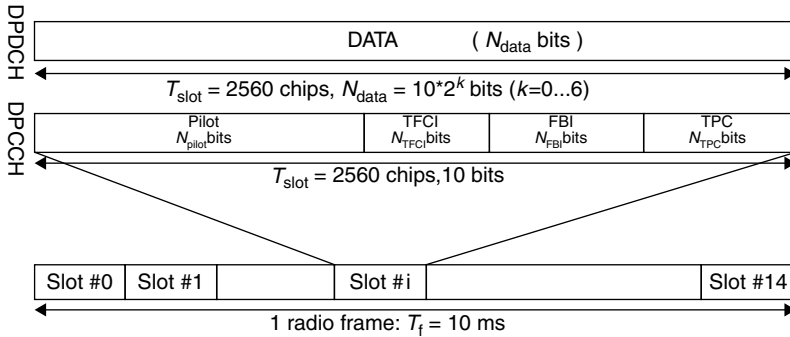 DPDCH
DATA ( N_data bits )
T_slot = 2560 chips, N_data = 10*2^k bits (k=0...6)
DPCCH
Pilot TFCI FBI TPC
N_pilot bits N_TFCI bits N_FBI bits N_TPC bits
T_slot = 2560 chips,10 bits
Slot #0 Slot #1 Slot #i Slot #14
1 radio frame: T_f = 10 ms